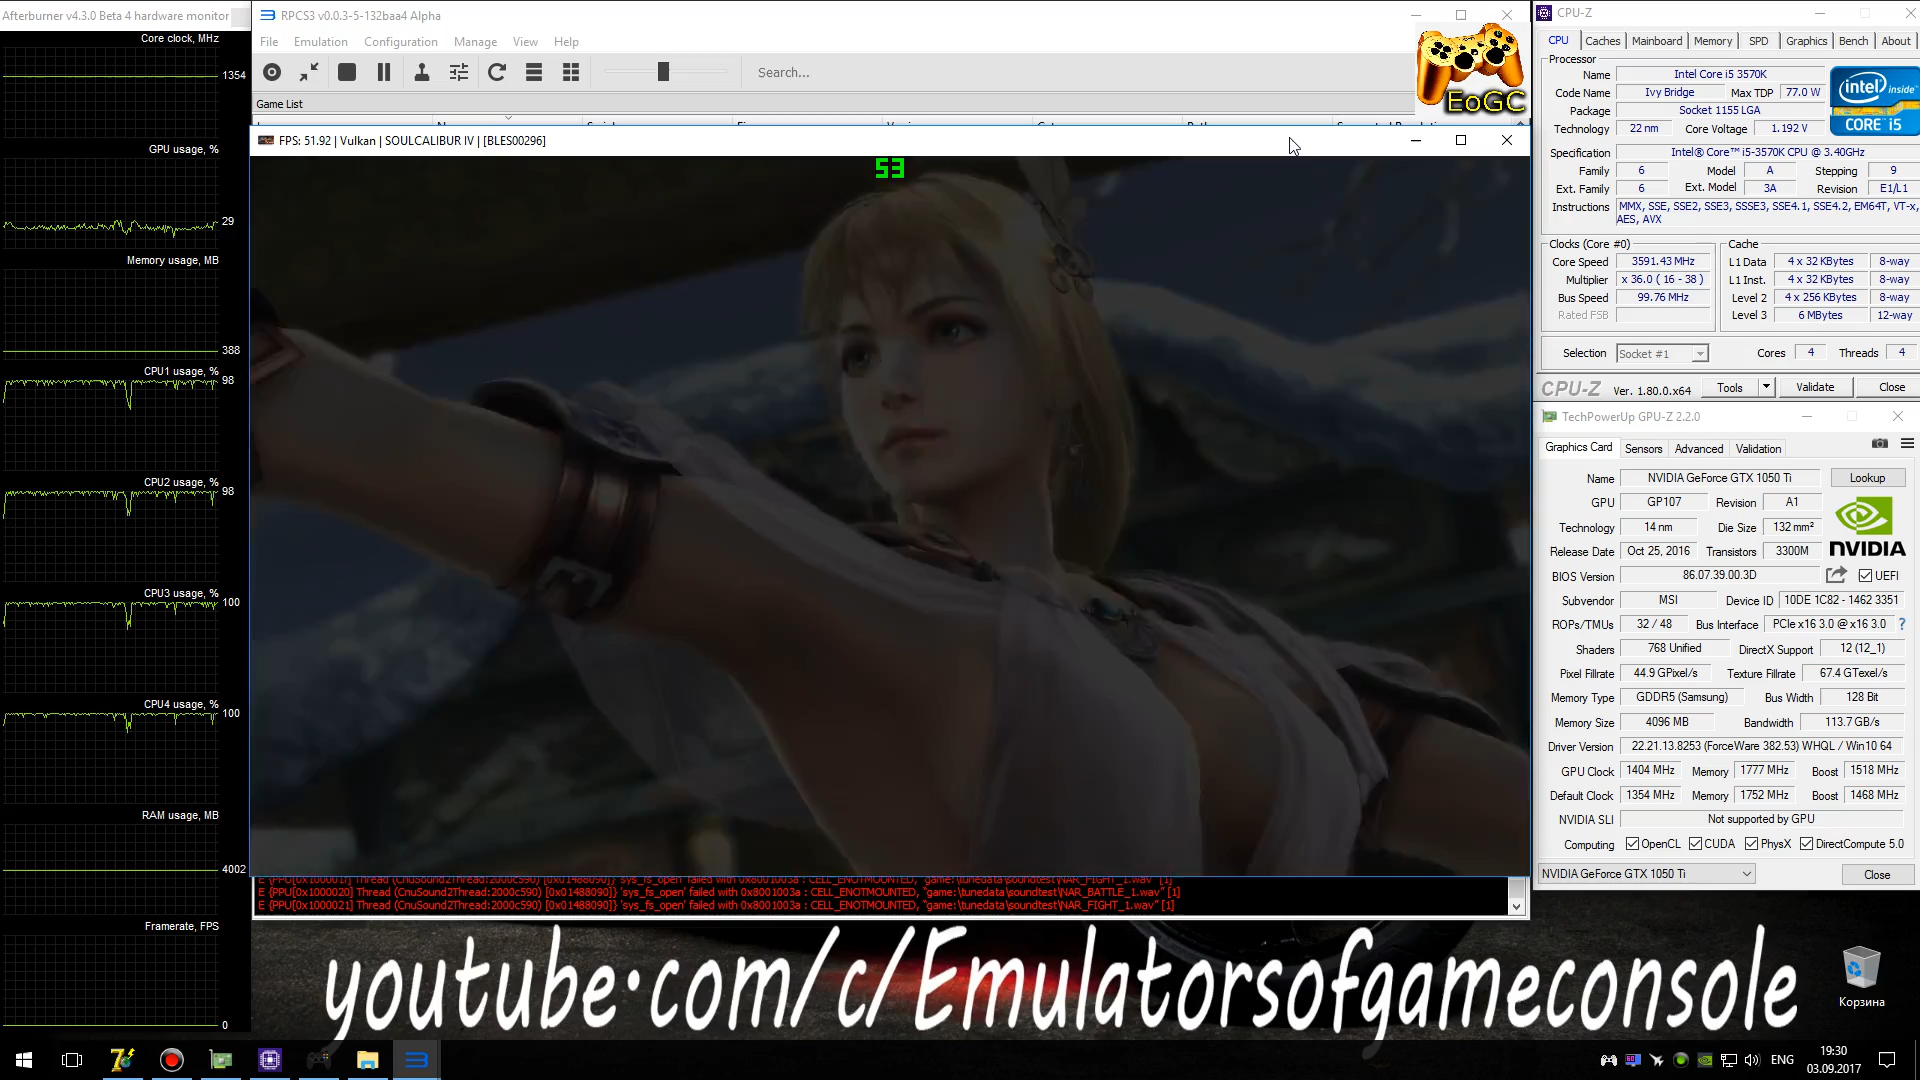 Afterburner v4.3.0 Beta 4 hardware monitor
Core clock, MHz
1354
GPU usage, %
29
Memory usage, MB
388
CPU1 usage, %
98
CPU2 usage, %
98
CPU3 usage, %
100
CPU4 usage, %
100
RAM usage, MB
4002
Framerate, FPS
0
RPCS3 v0.0.3-5-132baa4 Alpha
File Emulation Configuration Manage View Help
Search...
EoGC
Game List
FPS: 51.92 | Vulkan | SOULCALIBUR IV | [BLES00296]
53
E {PPU[0x1000020] Thread (CnuSound2Thread:2000c590) [0x01488090]} 'sys_fs_open' failed with 0x8001003a : CELL_ENOTMOUNTED, "game:\tunedata\soundtest\NAR_BATTLE_1.wav" [1]
E {PPU[0x1000021] Thread (CnuSound2Thread:2000c590) [0x01488090]} 'sys_fs_open' failed with 0x8001003a : CELL_ENOTMOUNTED, "game:\tunedata\soundtest\NAR_FIGHT_1.wav" [1]
CPU-Z
CPU Caches Mainboard Memory SPD Graphics Bench About
Processor
Name Intel Core i5 3570K
Code Name Ivy Bridge Max TDP 77.0 W
Package Socket 1155 LGA
Technology 22 nm Core Voltage 1.192 V
intel inside™
CORE i5
Specification Intel® Core™ i5-3570K CPU @ 3.40GHz
Family 6 Model A Stepping 9
Ext. Family 6 Ext. Model 3A Revision E1/L1
Instructions MMX, SSE, SSE2, SSE3, SSSE3, SSE4.1, SSE4.2, EM64T, VT-x,
AES, AVX
Clocks (Core #0) Cache
Core Speed 3591.43 MHz L1 Data 4 x 32 KBytes 8-way
Multiplier x 36.0 ( 16 - 38 ) L1 Inst. 4 x 32 KBytes 8-way
Bus Speed 99.76 MHz Level 2 4 x 256 KBytes 8-way
Rated FSB Level 3 6 MBytes 12-way
Selection Socket #1 Cores 4 Threads 4
CPU-Z Ver. 1.80.0.x64 Tools Validate Close
TechPowerUp GPU-Z 2.2.0
Graphics Card Sensors Advanced Validation
Name NVIDIA GeForce GTX 1050 Ti Lookup
GPU GP107 Revision A1
Technology 14 nm Die Size 132 mm²
Release Date Oct 25, 2016 Transistors 3300M
NVIDIA
BIOS Version 86.07.39.00.3D UEFI
Subvendor MSI Device ID 10DE 1C82 - 1462 3351
ROPs/TMUs 32 / 48 Bus Interface PCIe x16 3.0 @ x16 3.0 ?
Shaders 768 Unified DirectX Support 12 (12_1)
Pixel Fillrate 44.9 GPixel/s Texture Fillrate 67.4 GTexel/s
Memory Type GDDR5 (Samsung) Bus Width 128 Bit
Memory Size 4096 MB Bandwidth 113.7 GB/s
Driver Version 22.21.13.8253 (ForceWare 382.53) WHQL / Win10 64
GPU Clock 1404 MHz Memory 1777 MHz Boost 1518 MHz
Default Clock 1354 MHz Memory 1752 MHz Boost 1468 MHz
NVIDIA SLI Not supported by GPU
Computing OpenCL CUDA PhysX DirectCompute 5.0
NVIDIA GeForce GTX 1050 Ti Close
youtube.com/c/Emulatorsofgameconsole
Корзина
ENG
19:30
03.09.2017